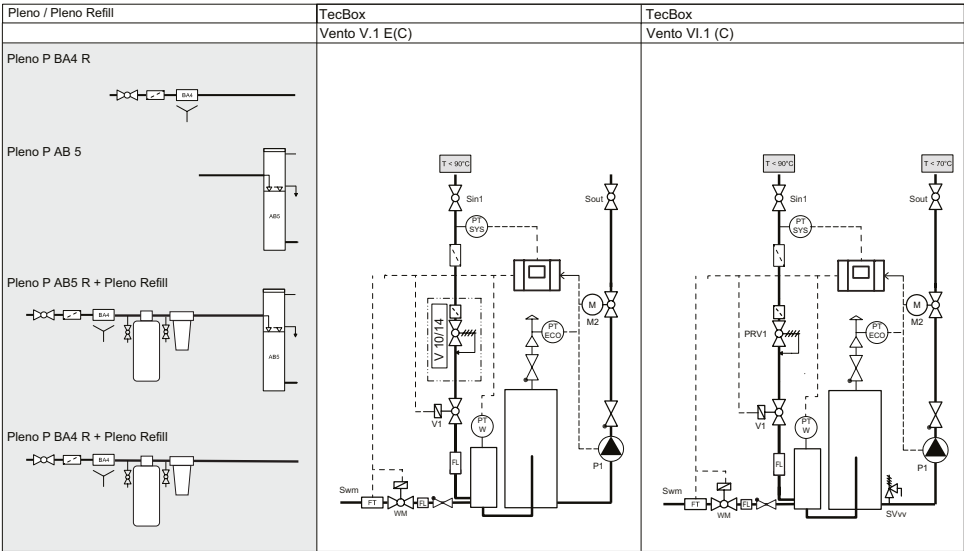 Pleno / Pleno Refill
TecBox
TecBox
Vento V.1 E(C)
Vento VI.1 (C)
Pleno P BA4 R
BA4
Pleno P AB 5
AB5
Pleno P AB5 R + Pleno Refill
BA4
AB5
Pleno P BA4 R + Pleno Refill
BA4
T < 90°C
Sin1
Sout
PT
SYS
M
M2
V 10/14
PT
ECO
V1
PT
W
P1
FL
Swm
FT
FL
WM
T < 90°C
T < 70°C
Sin1
Sout
PT
SYS
M
M2
PRV1
PT
ECO
V1
PT
W
P1
FL
Swm
FT
FL
WM
SVvv